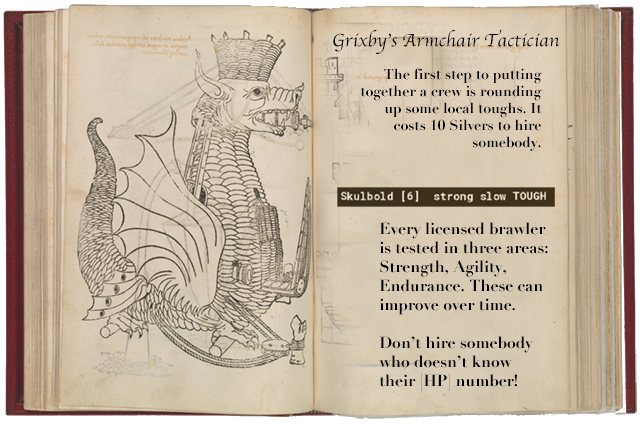 Grixby's Armchair Tactician
The first step to putting
together a crew is rounding
up some local toughs. It
costs 10 Silvers to hire
somebody.
Skulbold [6]  strong slow TOUGH
Every licensed brawler
is tested in three areas:
Strength, Agility,
Endurance. These can
improve over time.
Don't hire somebody
who doesn't know
their [HP] number!